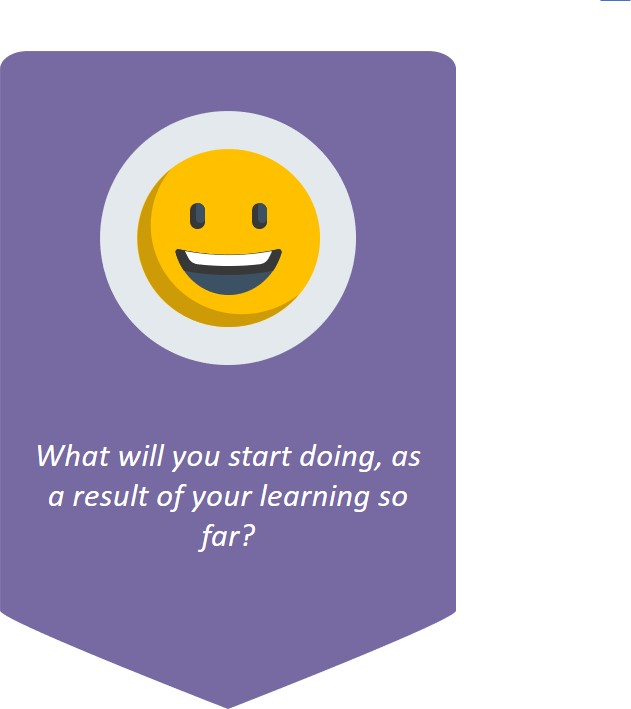 What will you start doing, as
a result of your learning so
far?